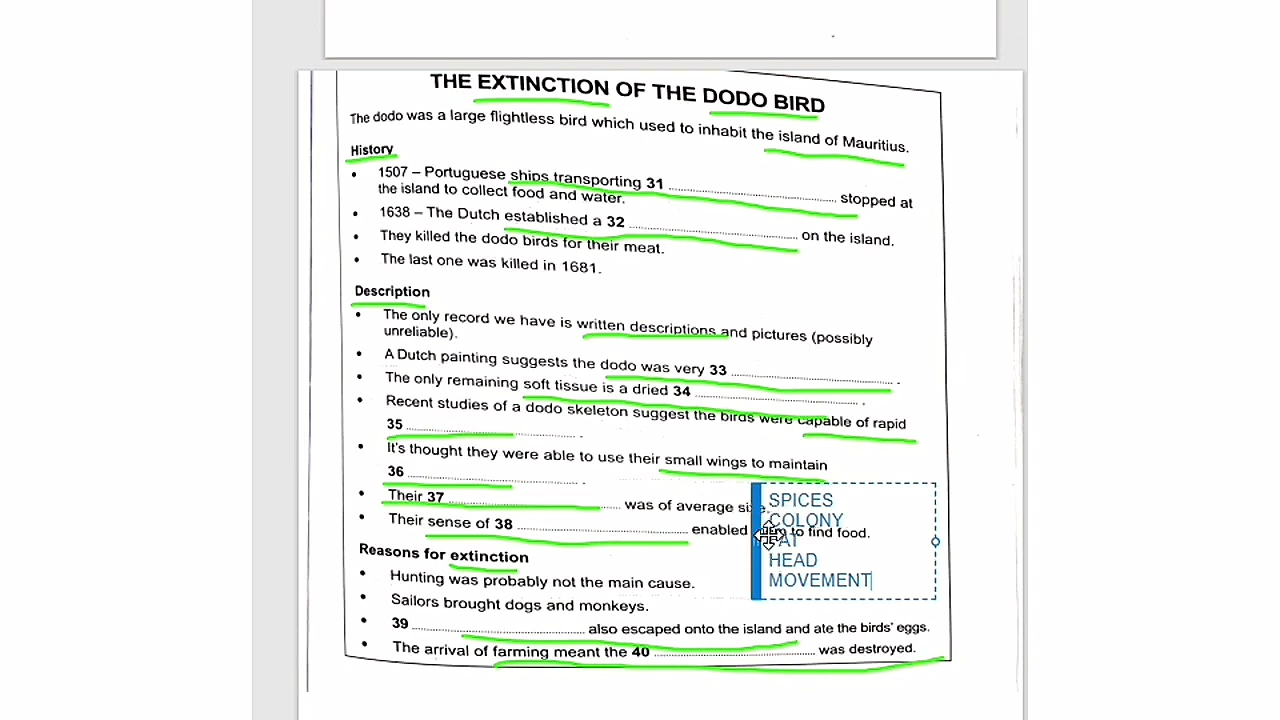 THE EXTINCTION OF THE DODO BIRD
The dodo was a large flightless bird which used to inhabit the island of Mauritius.
History
• 1507 – Portuguese ships transporting 31 .......... stopped at
the island to collect food and water.
• 1638 – The Dutch established a 32 .......... on the island.
• They killed the dodo birds for their meat.
• The last one was killed in 1681.
Description
• The only record we have is written descriptions and pictures (possibly
unreliable).
• A Dutch painting suggests the dodo was very 33 .......... .
• The only remaining soft tissue is a dried 34 .......... .
• Recent studies of a dodo skeleton suggest the birds were capable of rapid
35 .......... .
• It's thought they were able to use their small wings to maintain
36 .......... .
• Their 37 .......... was of average size.
• Their sense of 38 .......... enabled to find food.
Reasons for extinction
• Hunting was probably not the main cause.
• Sailors brought dogs and monkeys.
• 39 .......... also escaped onto the island and ate the birds' eggs.
• The arrival of farming meant the 40 .......... was destroyed.
SPICES
COLONY
HEAD
MOVEMENT